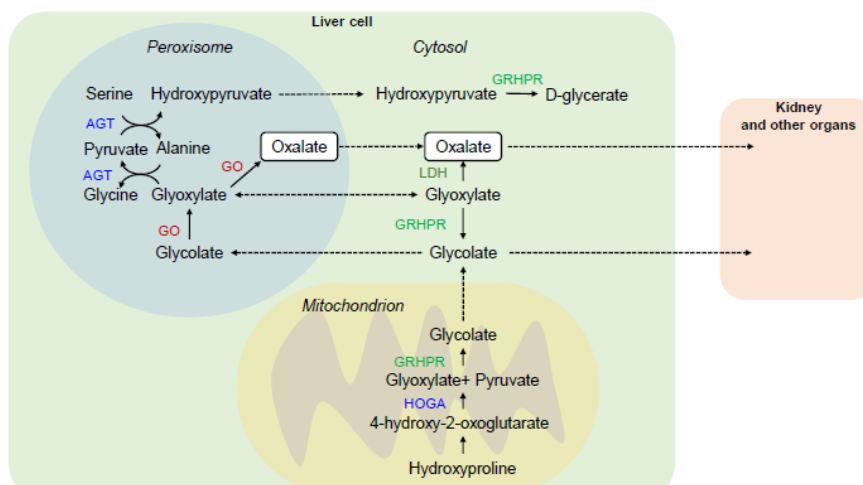 Liver cell
Peroxisome
Cytosol
GRHPR
Serine Hydroxypyruvate
Hydroxypyruvate
D-glycerate
Kidney
and other organs
AGT
Pyruvate Alanine
Oxalate
Oxalate
AGT
GO
LDH
Glycine Glyoxylate
Glyoxylate
GO
GRHPR
Glycolate
Glycolate
Mitochondrion
Glycolate
GRHPR
Glyoxylate+ Pyruvate
HOGA
4-hydroxy-2-oxoglutarate
Hydroxyproline